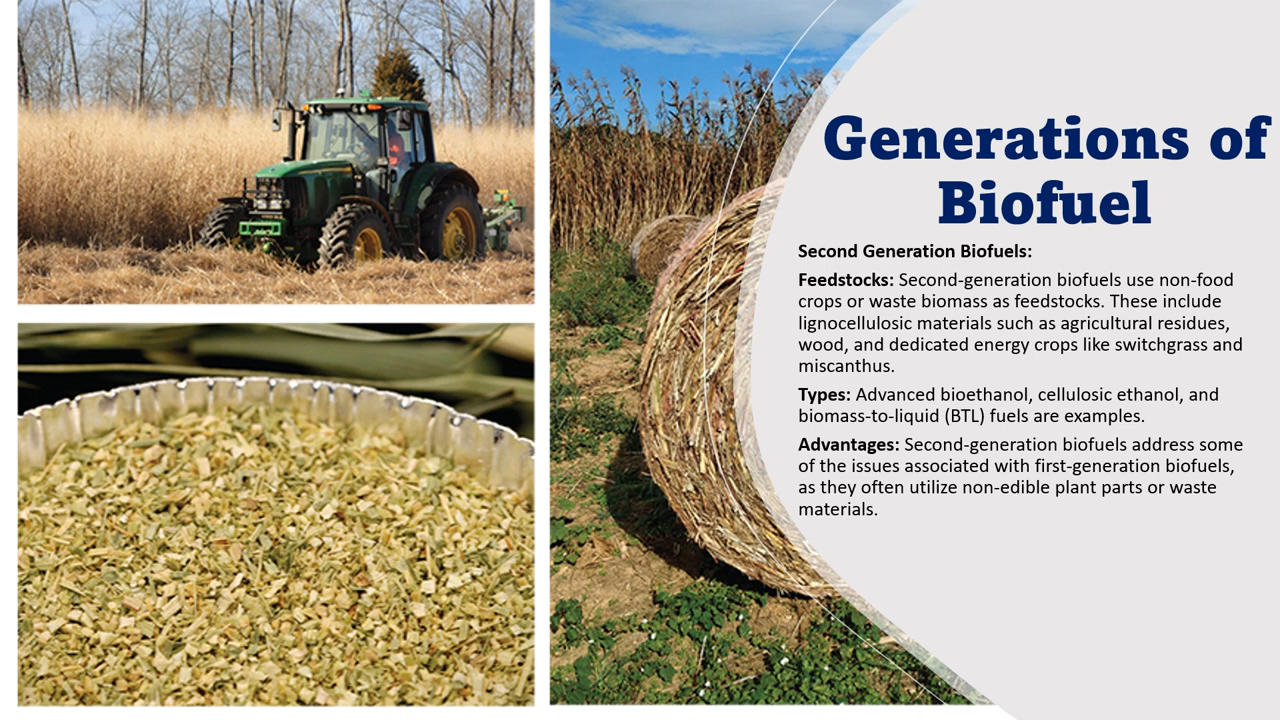 Generations of
Biofuel
Second Generation Biofuels:
Feedstocks: Second-generation biofuels use non-food
crops or waste biomass as feedstocks. These include
lignocellulosic materials such as agricultural residues,
wood, and dedicated energy crops like switchgrass and
miscanthus.
Types: Advanced bioethanol, cellulosic ethanol, and
biomass-to-liquid (BTL) fuels are examples.
Advantages: Second-generation biofuels address some
of the issues associated with first-generation biofuels,
as they often utilize non-edible plant parts or waste
materials.